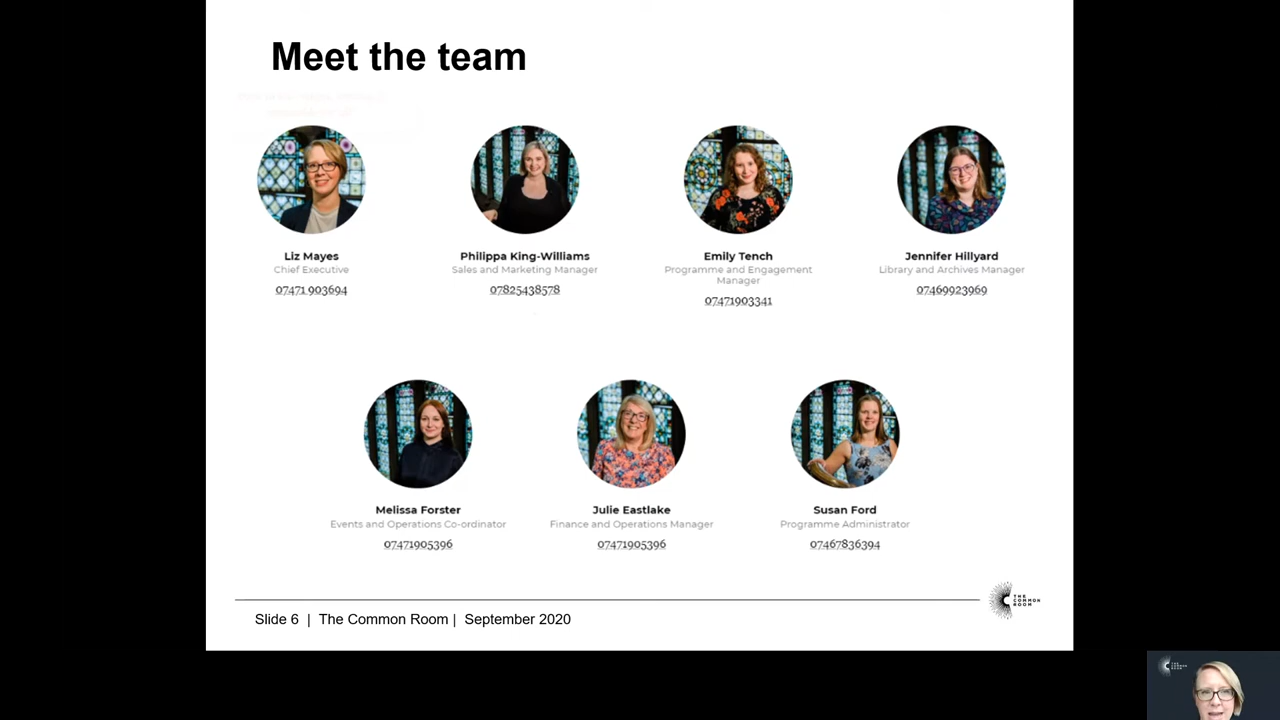 Meet the team
Liz Mayes
Chief Executive
07471 903694
Philippa King-Williams
Sales and Marketing Manager
07825438578
Emily Tench
Programme and Engagement
Manager
07471903341
Jennifer Hillyard
Library and Archives Manager
07469923969
Melissa Forster
Events and Operations Co-ordinator
07471905396
Julie Eastlake
Finance and Operations Manager
07471905396
Susan Ford
Programme Administrator
07467836394
THE
COMMON
ROOM
Slide 6 | The Common Room | September 2020
THE
COMMON
ROOM